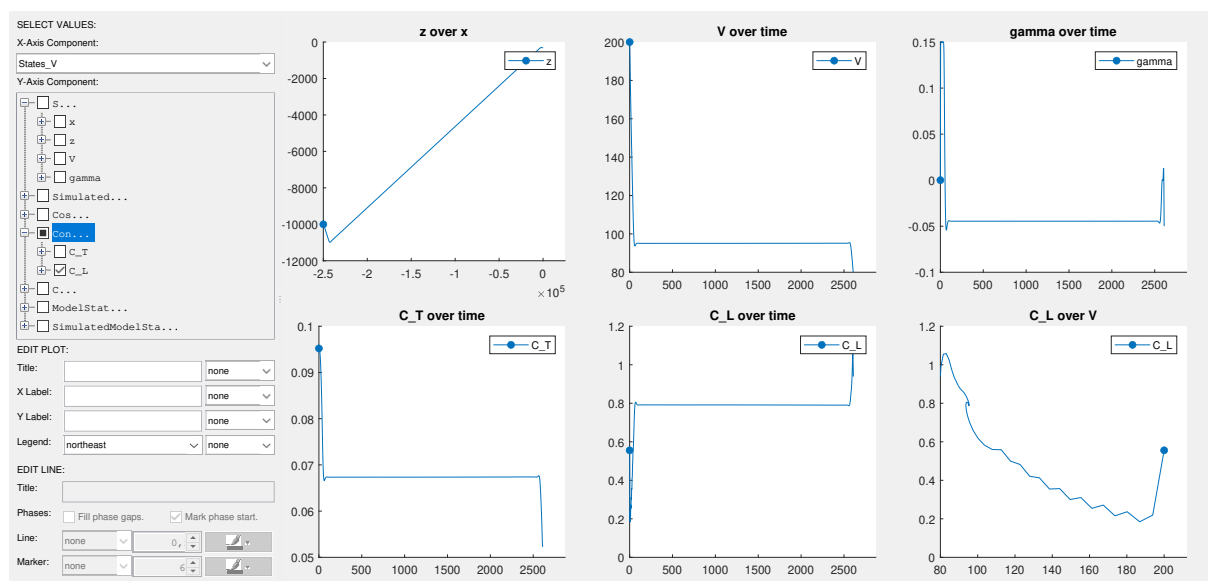 SELECT VALUES:
X-Axis Component:
States_V
Y-Axis Component:
S...
x
z
V
gamma
Simulated...
Cos...
Con...
C_T
C_L
C...
ModelStat...
SimulatedModelSta...
EDIT PLOT:
Title: none
X Label: none
Y Label: none
Legend: northeast none
EDIT LINE:
Title:
Phases: Fill phase gaps. Mark phase start.
Line: none 0,
Marker: none 6
z over x
z
0
-2000
-4000
-6000
-8000
-10000
-12000
-2.5 -2 -1.5 -1 -0.5 0
×10^5
V over time
V
200
180
160
140
120
100
80
0 500 1000 1500 2000 2500
gamma over time
gamma
0.15
0.1
0.05
0
-0.05
-0.1
0 500 1000 1500 2000 2500
C_T over time
C_T
0.1
0.09
0.08
0.07
0.06
0.05
0 500 1000 1500 2000 2500
C_L over time
C_L
1.2
1
0.8
0.6
0.4
0.2
0
0 500 1000 1500 2000 2500
C_L over V
C_L
1.2
1
0.8
0.6
0.4
0.2
0
80 100 120 140 160 180 200